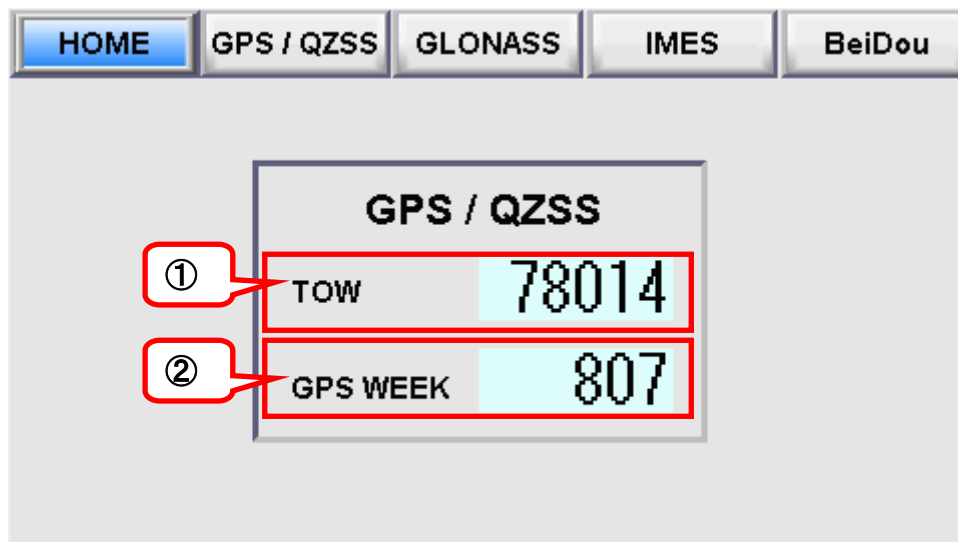 HOME GPS / QZSS GLONASS IMES BeiDou
GPS / QZSS
① TOW 78014
② GPS WEEK 807